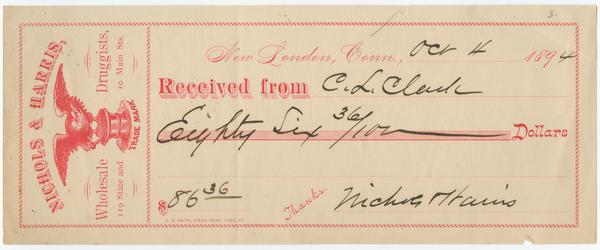 3.
NICHOLS & HARRIS,
Wholesale Druggists,
119 State and 10 Main Sts.
TRADE MARK
New London, Conn., Oct 4 1894
Received from C. L. Clark
Eighty Six 36/100 Dollars
$86 36 Thanks. Nichols & Harris